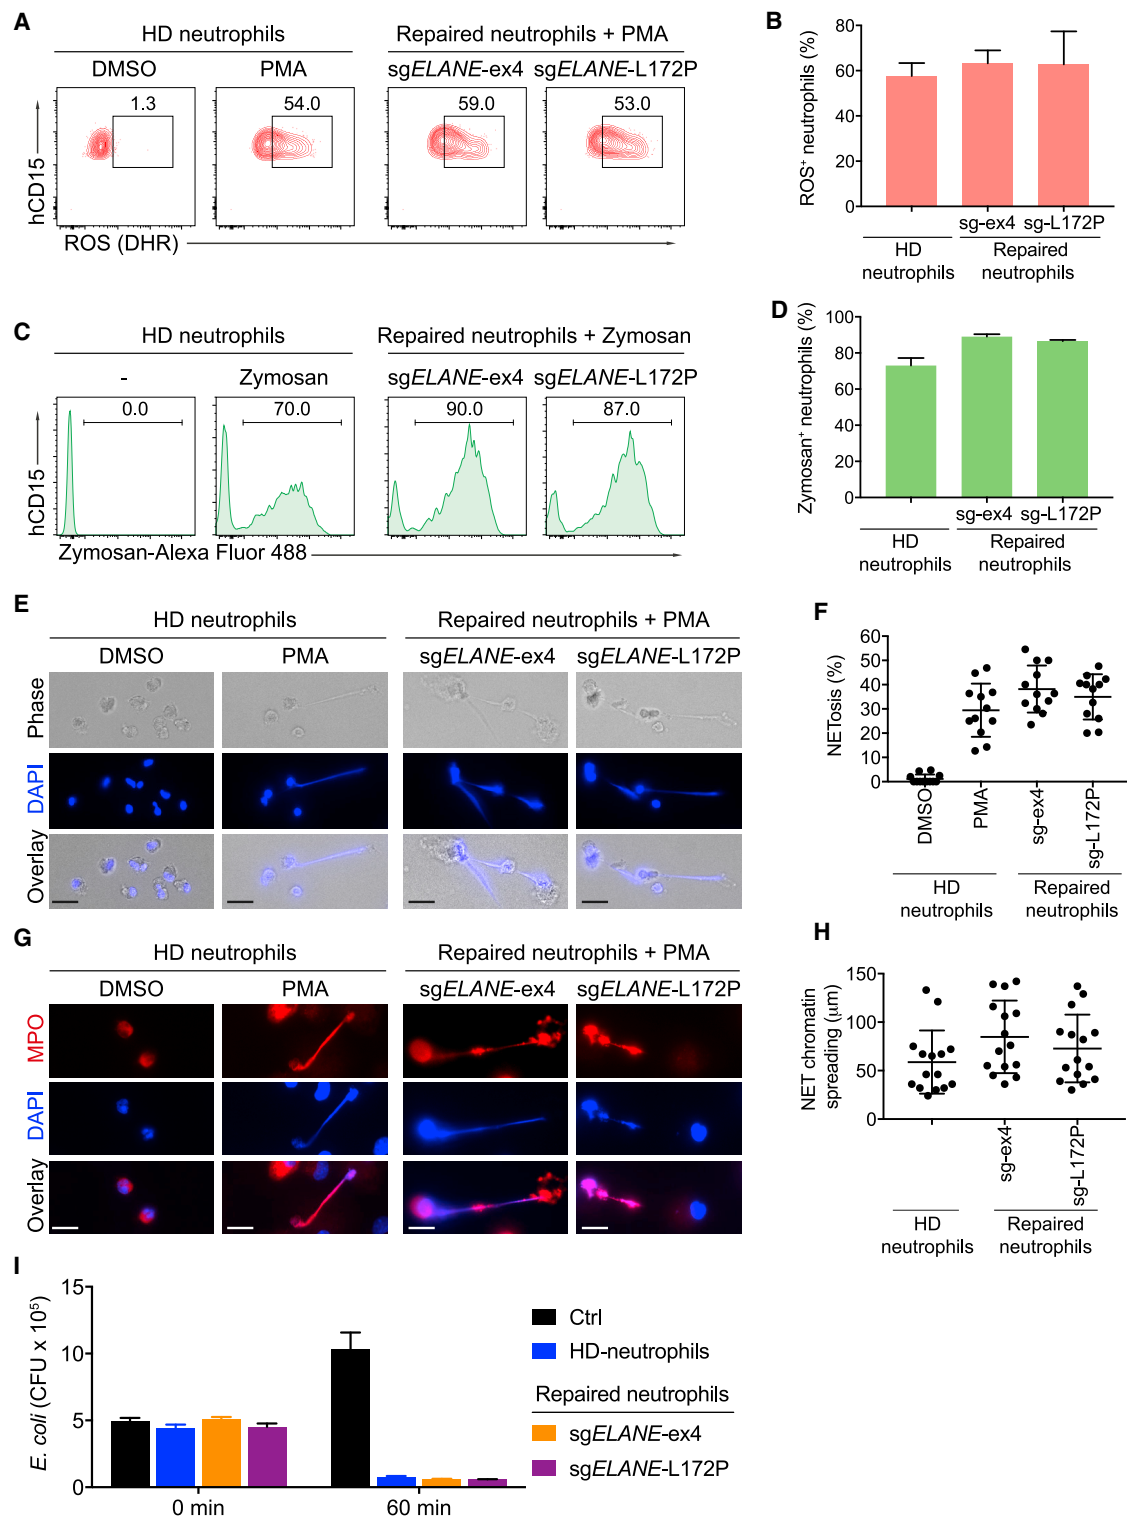 A
HD neutrophils
Repaired neutrophils + PMA
DMSO
PMA
sgELANE-ex4
sgELANE-L172P
1.3
54.0
59.0
53.0
hCD15
ROS (DHR)
B
ROS+ neutrophils (%)
80
60
40
20
0
sg-ex4
sg-L172P
HD
neutrophils
Repaired
neutrophils
C
HD neutrophils
Repaired neutrophils + Zymosan
-
Zymosan
sgELANE-ex4
sgELANE-L172P
0.0
70.0
90.0
87.0
hCD15
Zymosan-Alexa Fluor 488
D
Zymosan+ neutrophils (%)
100
80
60
40
20
0
sg-ex4
sg-L172P
HD
neutrophils
Repaired
neutrophils
E
HD neutrophils
Repaired neutrophils + PMA
DMSO
PMA
sgELANE-ex4
sgELANE-L172P
Phase
DAPI
Overlay
F
NETosis (%)
60
50
40
30
20
10
0
DMSO
PMA
sg-ex4
sg-L172P
HD
neutrophils
Repaired
neutrophils
G
HD neutrophils
Repaired neutrophils + PMA
DMSO
PMA
sgELANE-ex4
sgELANE-L172P
MPO
DAPI
Overlay
H
NET chromatin
spreading (μm)
150
100
50
0
sg-ex4
sg-L172P
HD
neutrophils
Repaired
neutrophils
I
E. coli (CFU x 10⁵)
15
10
5
0
0 min
60 min
Ctrl
HD-neutrophils
Repaired neutrophils
sgELANE-ex4
sgELANE-L172P